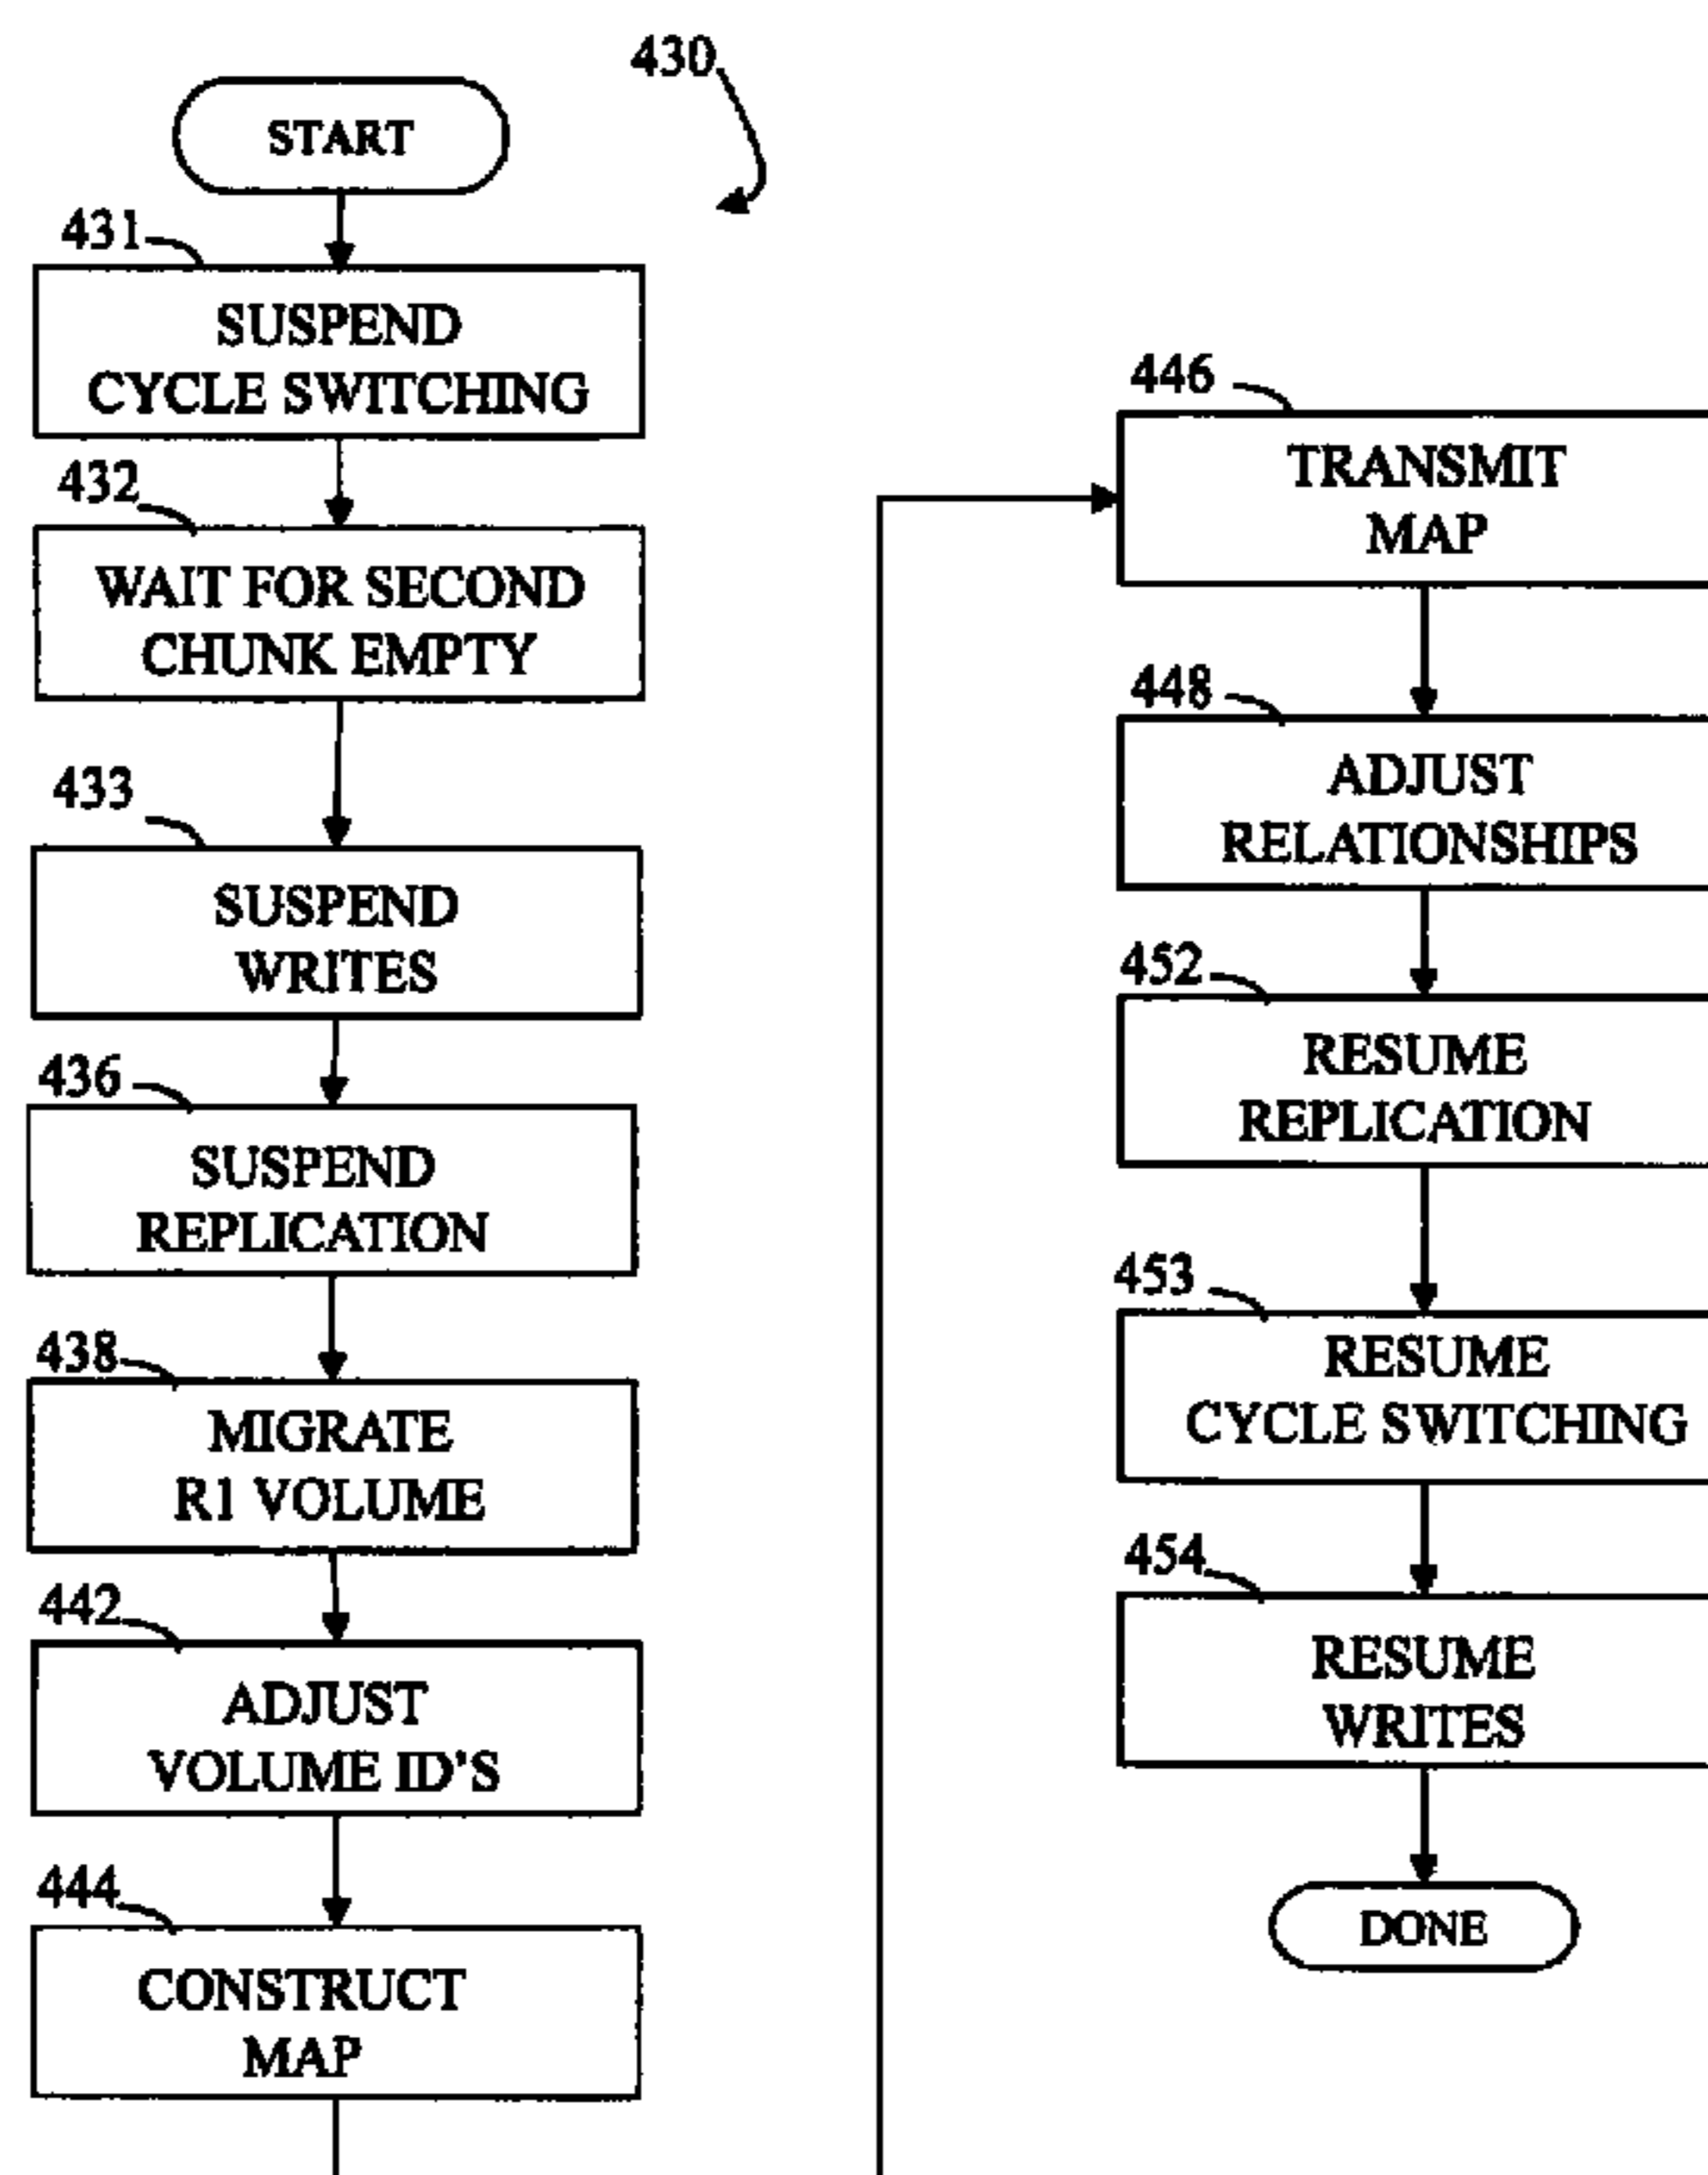 430
START
431
SUSPEND
CYCLE SWITCHING
432
WAIT FOR SECOND
CHUNK EMPTY
433
SUSPEND
WRITES
436
SUSPEND
REPLICATION
438
MIGRATE
R1 VOLUME
442
ADJUST
VOLUME ID'S
444
CONSTRUCT
MAP
446
TRANSMIT
MAP
448
ADJUST
RELATIONSHIPS
452
RESUME
REPLICATION
453
RESUME
CYCLE SWITCHING
454
RESUME
WRITES
DONE